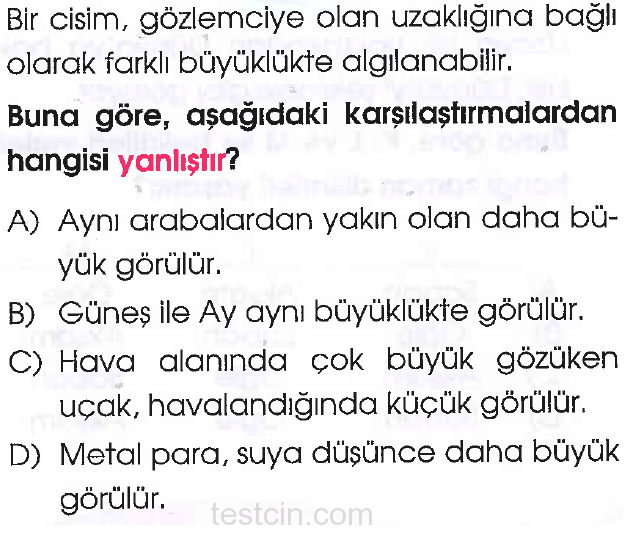 Bir cisim, gözlemciye olan uzaklığına bağlı
olarak farklı büyüklükte algılanabilir.
Buna göre, aşağıdaki karşılaştırmalardan
hangisi yanlıştır?
A) Aynı arabalardan yakın olan daha bü-
yük görülür.
B) Güneş ile Ay aynı büyüklükte görülür.
C) Hava alanında çok büyük gözüken
uçak, havalandığında küçük görülür.
D) Metal para, suya düşünce daha büyük
görülür.
testcin.com